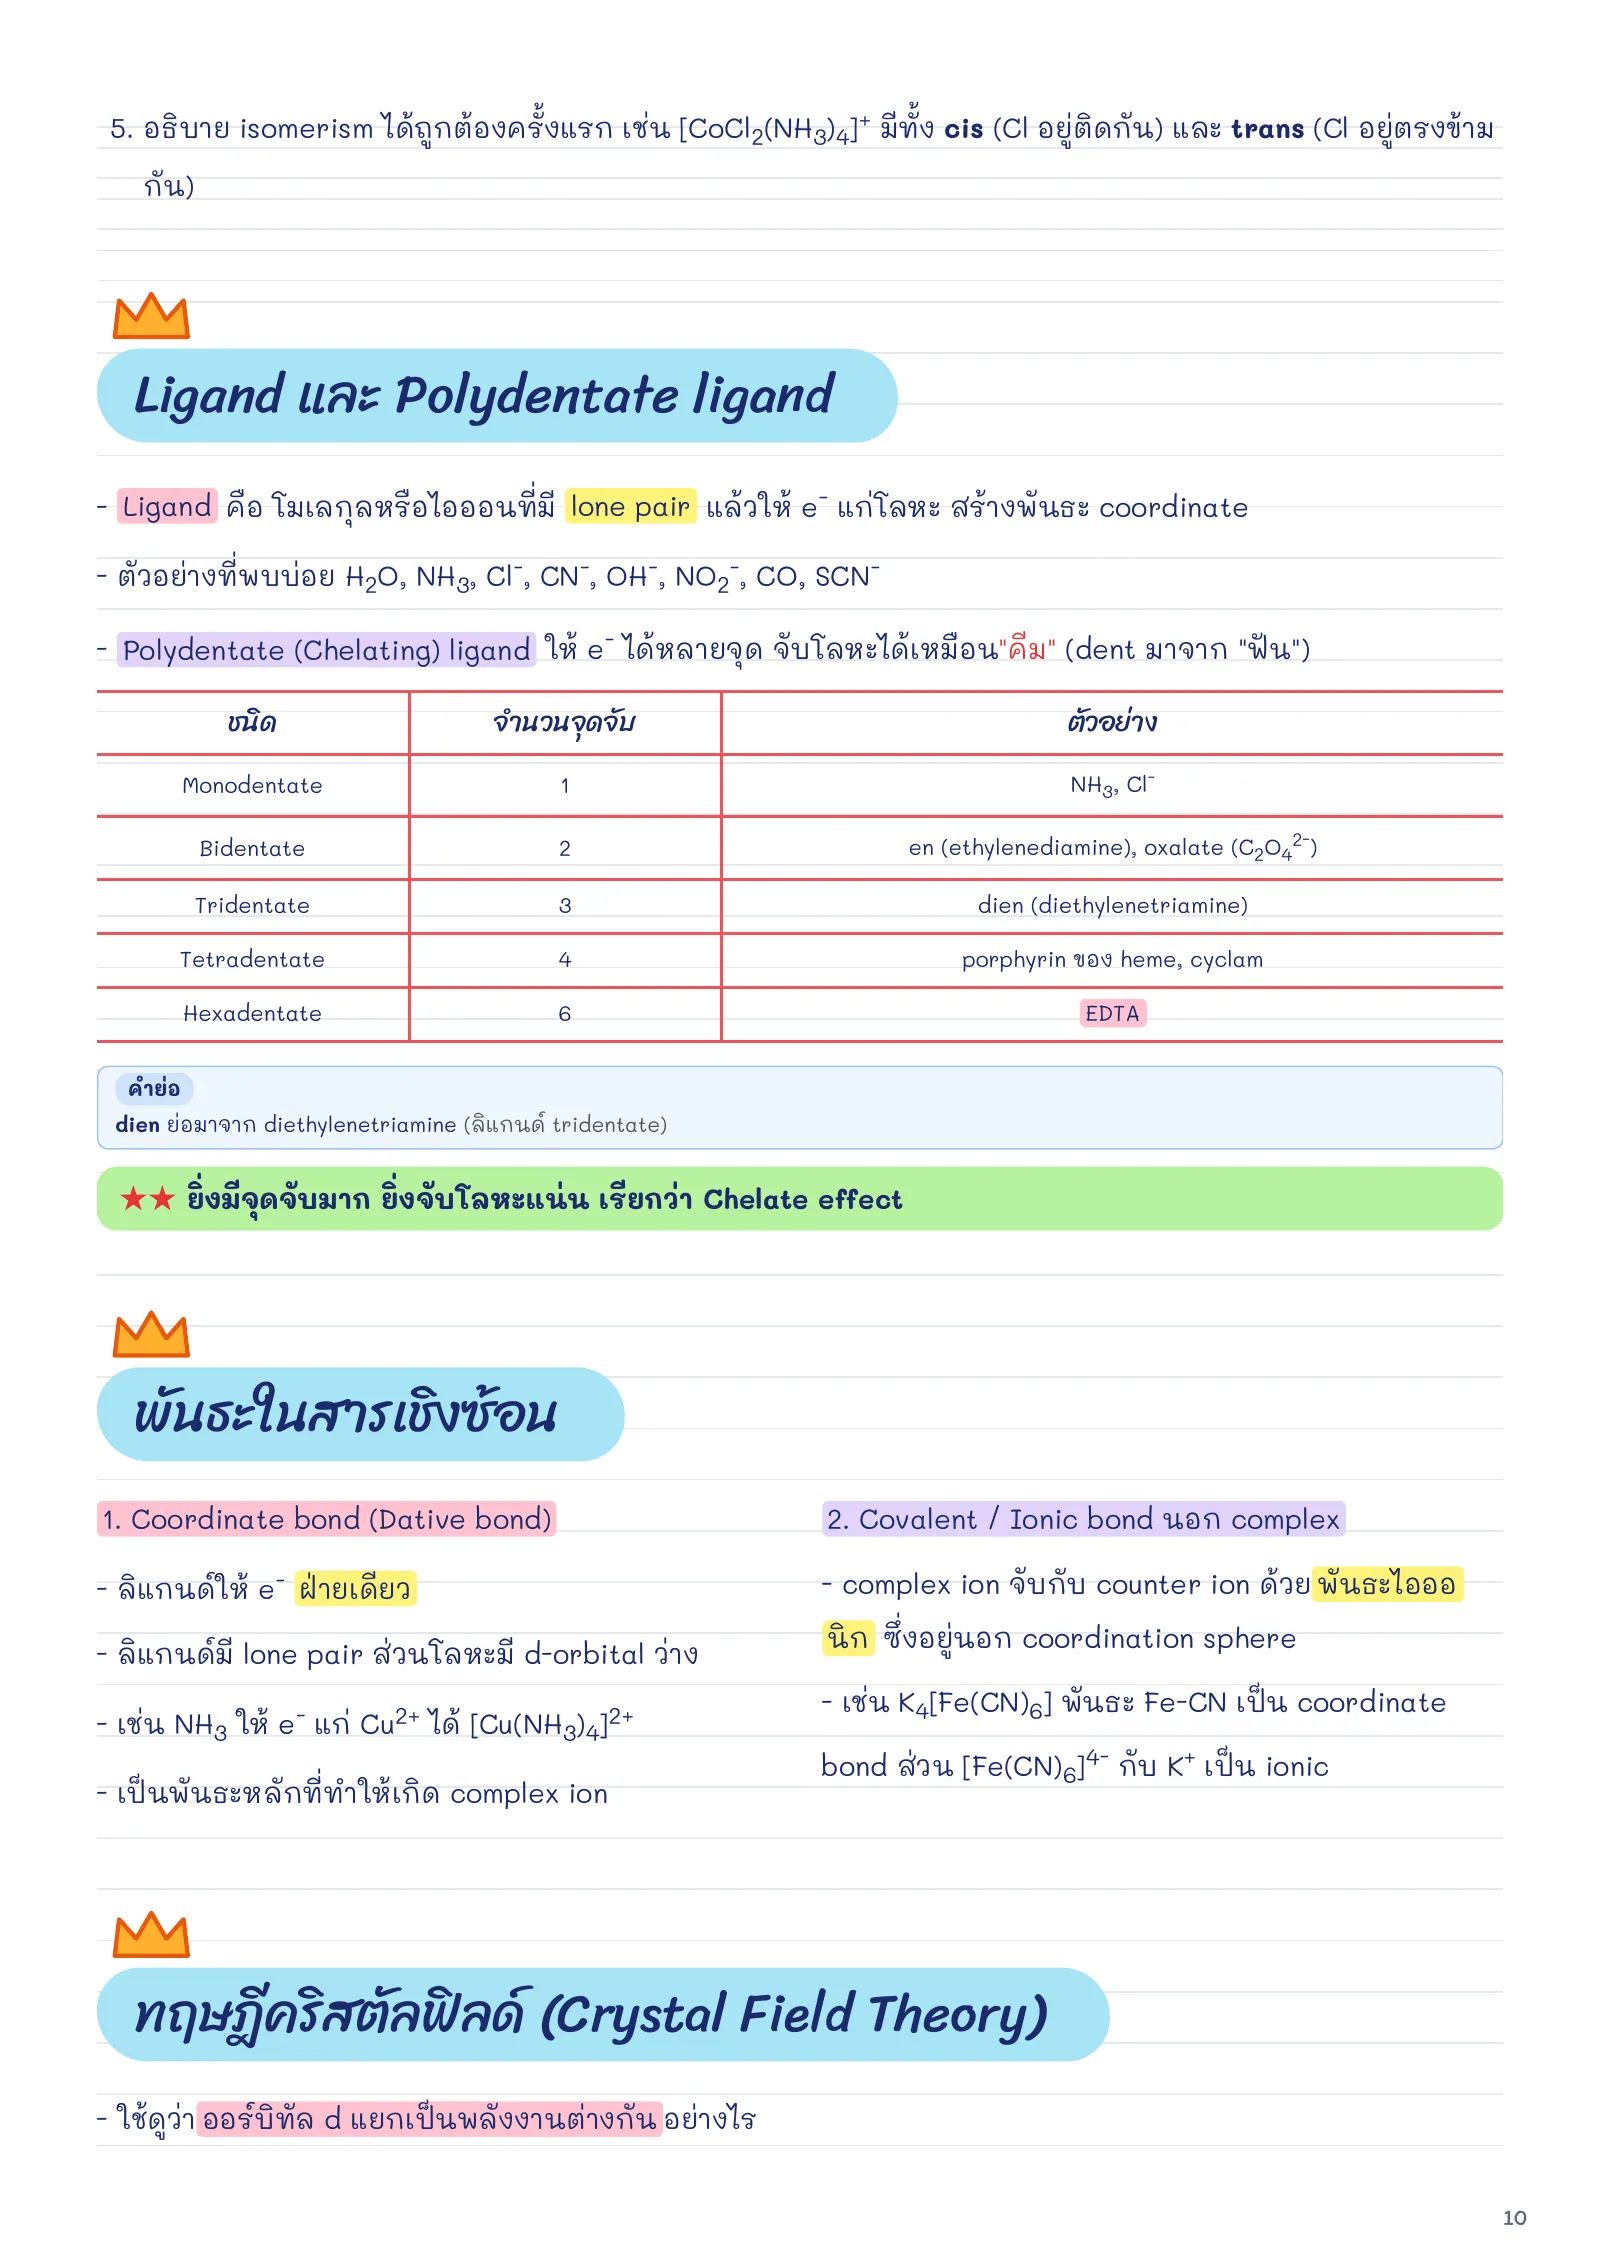 5. อธิบาย isomerism ได้ถูกต้องครั้งแรก เช่น [CoCl₂(NH₃)₄]⁺ มีทั้ง cis (Cl อยู่ติดกัน) และ trans (Cl อยู่ตรงข้าม
กัน)
Ligand และ Polydentate ligand
- Ligand คือ โมเลกุลหรือไอออนที่มี lone pair แล้วให้ e⁻ แก่โลหะ สร้างพันธะ coordinate
- ตัวอย่างที่พบบ่อย H₂O, NH₃, Cl⁻, CN⁻, OH⁻, NO₂⁻, CO, SCN⁻
- Polydentate (Chelating) ligand ให้ e⁻ ได้หลายจุด จับโลหะได้เหมือน"คีม" (dent มาจาก "ฟัน")
ชนิด จำนวนจุดจับ ตัวอย่าง
Monodentate 1 NH₃, Cl⁻
Bidentate 2 en (ethylenediamine), oxalate (C₂O₄²⁻)
Tridentate 3 dien (diethylenetriamine)
Tetradentate 4 porphyrin ของ heme, cyclam
Hexadentate 6 EDTA
คำย่อ
dien ย่อมาจาก diethylenetriamine (ลิแกนด์ tridentate)
★★ ยิ่งมีจุดจับมาก ยิ่งจับโลหะแน่น เรียกว่า Chelate effect
พันธะในสารเชิงซ้อน
1. Coordinate bond (Dative bond)
- ลิแกนด์ให้ e⁻ ฝ่ายเดียว
- ลิแกนด์มี lone pair ส่วนโลหะมี d-orbital ว่าง
- เช่น NH₃ ให้ e⁻ แก่ Cu²⁺ ได้ [Cu(NH₃)₄]²⁺
- เป็นพันธะหลักที่ทำให้เกิด complex ion
2. Covalent / Ionic bond นอก complex
- complex ion จับกับ counter ion ด้วยพันธะไอออ
นิก ซึ่งอยู่นอก coordination sphere
- เช่น K₄[Fe(CN)₆] พันธะ Fe-CN เป็น coordinate
bond ส่วน [Fe(CN)₆]⁴⁻ กับ K⁺ เป็น ionic
ทฤษฎีคริสตัลฟิลด์ (Crystal Field Theory)
- ใช้ดูว่าออร์บิทัล d แยกเป็นพลังงานต่างกันอย่างไร
10